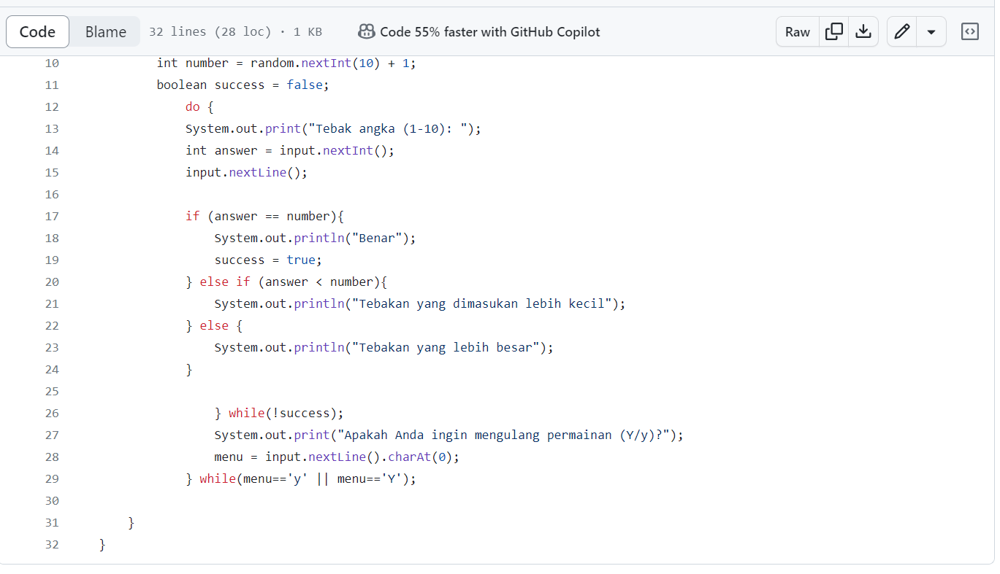 Code Blame 32 lines (28 loc) · 1 KB Code 55% faster with GitHub Copilot Raw
10 int number = random.nextInt(10) + 1;
11 boolean success = false;
12 do {
13 System.out.print("Tebak angka (1-10): ");
14 int answer = input.nextInt();
15 input.nextLine();
16
17 if (answer == number){
18 System.out.println("Benar");
19 success = true;
20 } else if (answer < number){
21 System.out.println("Tebakan yang dimasukan lebih kecil");
22 } else {
23 System.out.println("Tebakan yang lebih besar");
24 }
25
26 } while(!success);
27 System.out.print("Apakah Anda ingin mengulang permainan (Y/y)?");
28 menu = input.nextLine().charAt(0);
29 } while(menu=='y' || menu=='Y');
30
31 }
32 }